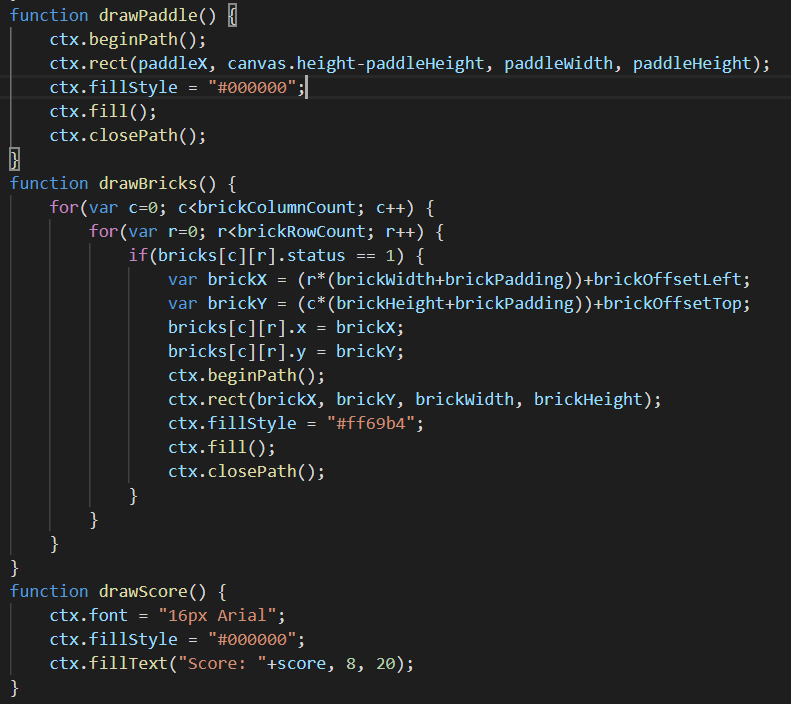 function drawPaddle() {
    ctx.beginPath();
    ctx.rect(paddleX, canvas.height-paddleHeight, paddleWidth, paddleHeight);
    ctx.fillStyle = "#000000";
    ctx.fill();
    ctx.closePath();
}
function drawBricks() {
    for(var c=0; c<brickColumnCount; c++) {
        for(var r=0; r<brickRowCount; r++) {
            if(bricks[c][r].status == 1) {
                var brickX = (r*(brickWidth+brickPadding))+brickOffsetLeft;
                var brickY = (c*(brickHeight+brickPadding))+brickOffsetTop;
                bricks[c][r].x = brickX;
                bricks[c][r].y = brickY;
                ctx.beginPath();
                ctx.rect(brickX, brickY, brickWidth, brickHeight);
                ctx.fillStyle = "#ff69b4";
                ctx.fill();
                ctx.closePath();
            }
        }
    }
}
function drawScore() {
    ctx.font = "16px Arial";
    ctx.fillStyle = "#000000";
    ctx.fillText("Score: "+score, 8, 20);
}